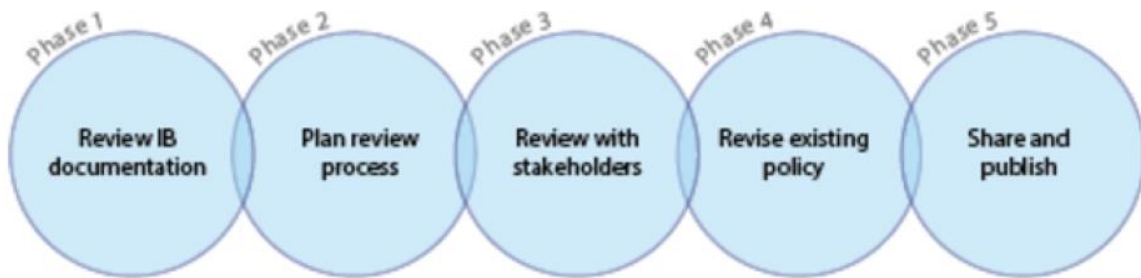 Phase 1
Review IB
documentation
Phase 2
Plan review
process
Phase 3
Review with
stakeholders
Phase 4
Revise existing
policy
Phase 5
Share and
publish